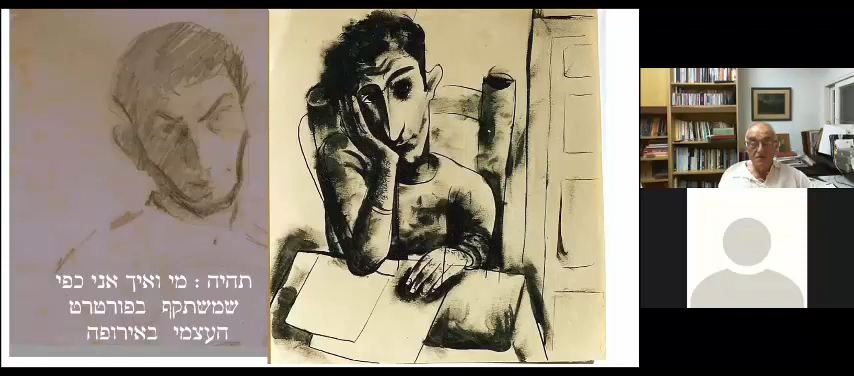 תהיה : מי ואיך אני כפי
שמשתקף בפורטרט
העצמי באירופה